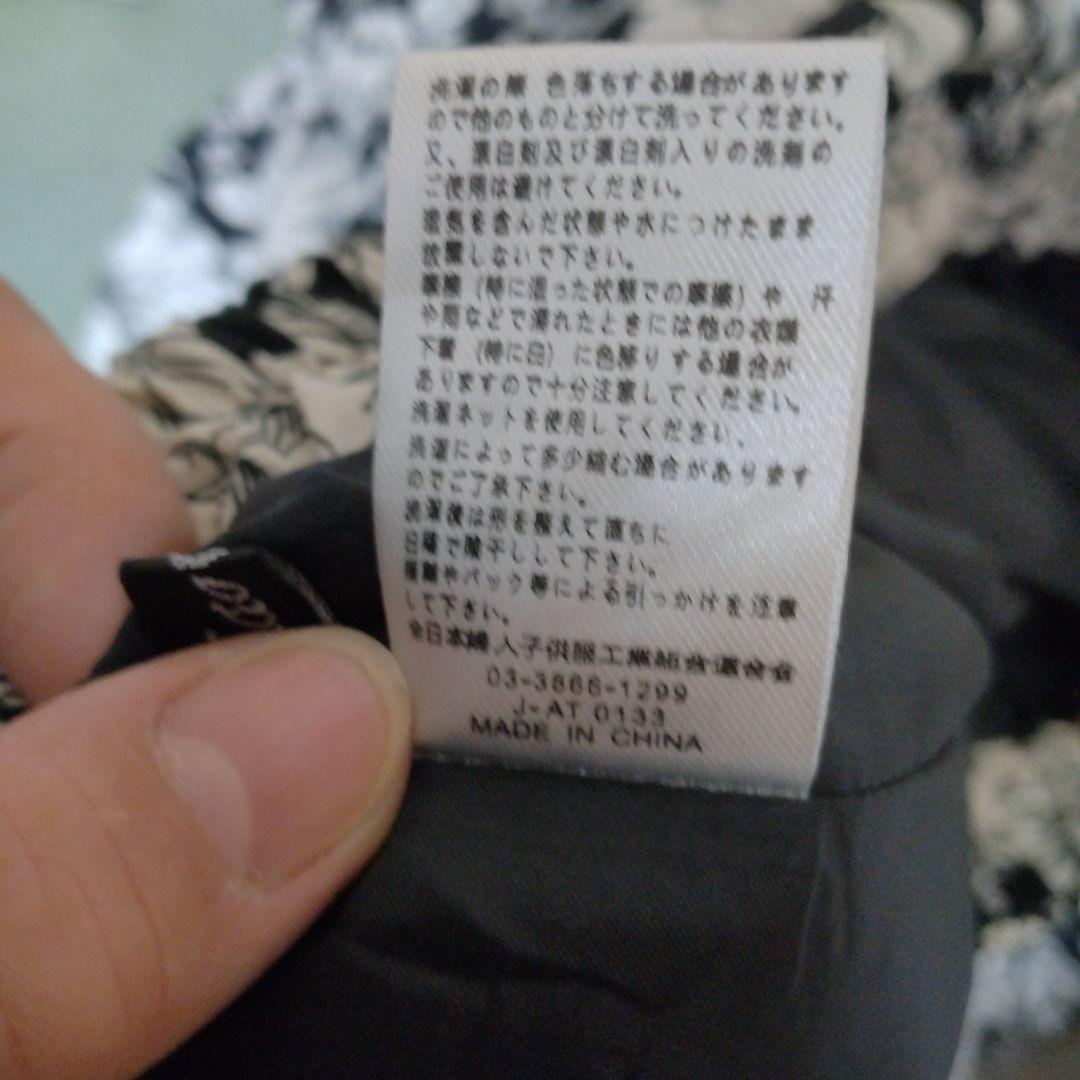 洗濯の際 色落ちする場合があります
ので他のものと分けて洗ってください。
又、漂白剤及び漂白剤入りの洗剤の
ご使用は避けてください。
湿気を含んだ状態や水につけたまま
放置しないで下さい。
摩擦(特に湿った状態での摩擦)や 汗
や雨などで濡れたときには他の衣類
下着(特に白)に色移りする場合が
ありますので十分注意してください。
洗濯ネットを使用してください。
洗濯によって多少縮む場合があります
のでご了承下さい。
洗濯後は形を整えて直ちに
日陰で陰干しして下さい。
やバック等による引っかけを注意
して下さい。
全日本婦人子供服工業組合連合会
03-3866-1299
J-AT 0133
MADE IN CHINA